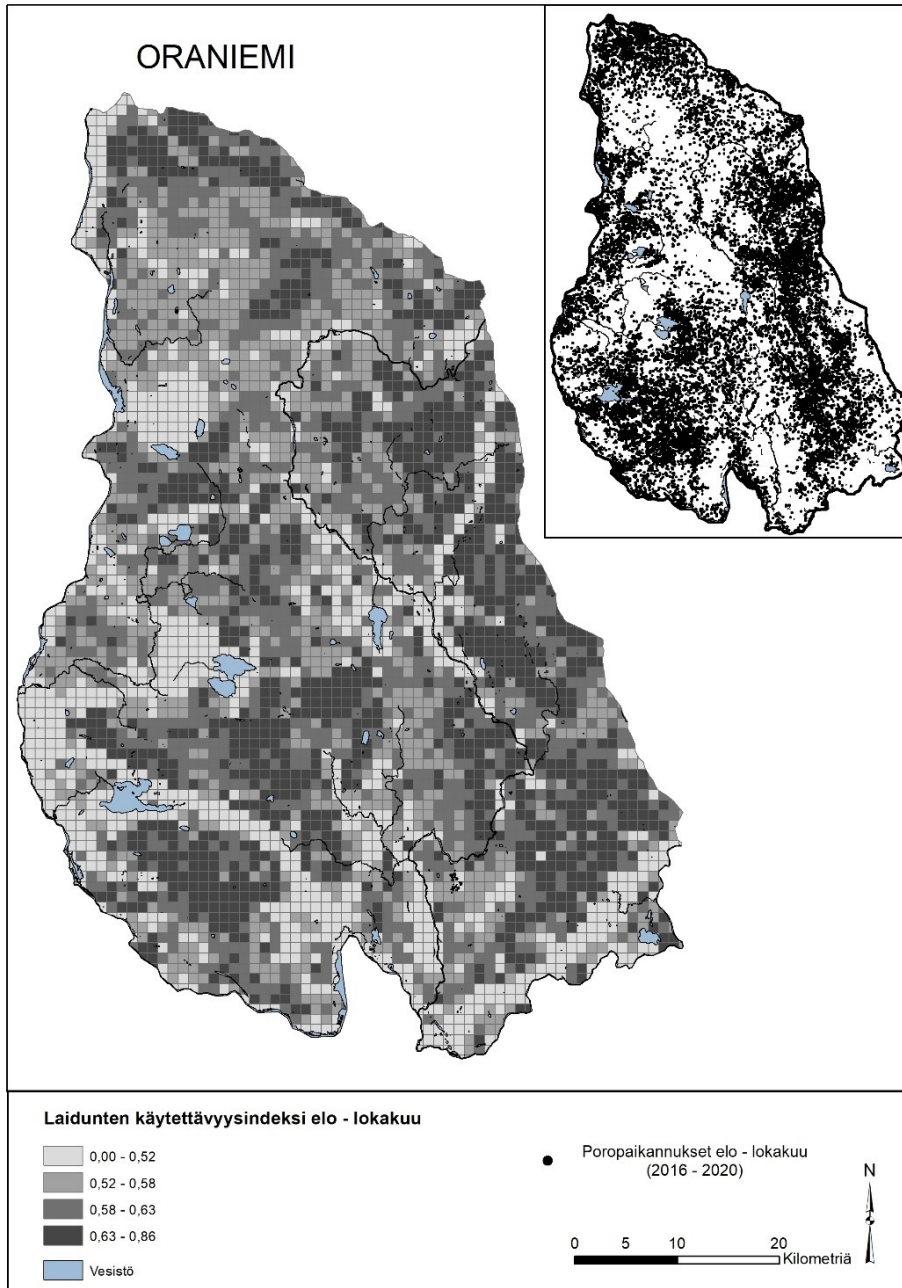 ORANIEMI
Laidunten käytettävyysindeksi elo - lokakuu
0,00 - 0,52
0,52 - 0,58
0,58 - 0,63
0,63 - 0,86
Vesistö
Poropaikannukset elo - lokakuu
(2016 - 2020)
N
0 5 10 20
Kilometriä